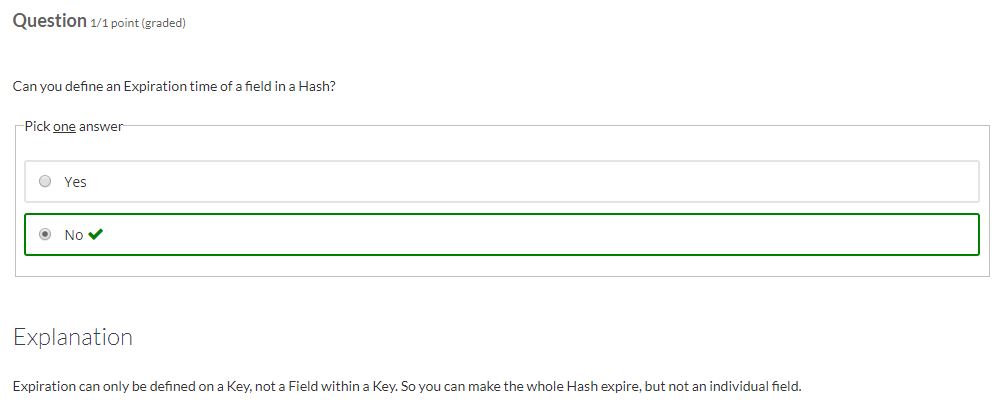 Question 1/1 point (graded)
Can you define an Expiration time of a field in a Hash?
Pick one answer
Yes
No
Explanation
Expiration can only be defined on a Key, not a Field within a Key. So you can make the whole Hash expire, but not an individual field.